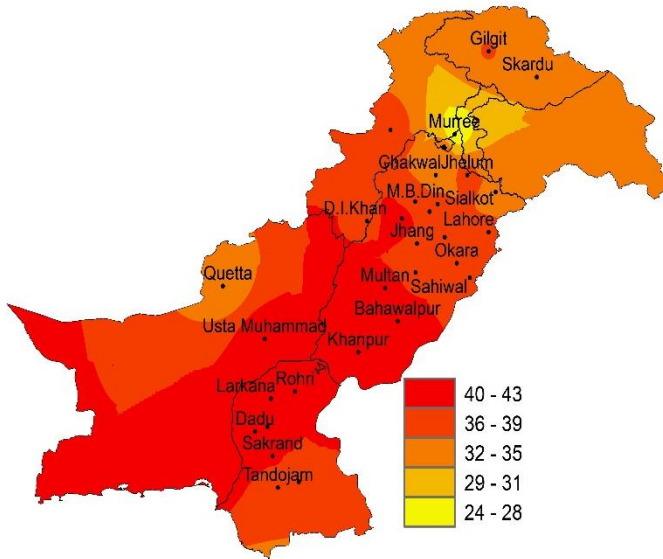 Gilgit
Skardu
Murree
Chakwal Jhelum
M.B.Din Sialkot
D.I.Khan
Lahore
Jhang
Okara
Quetta
Multan Sahiwal
Bahawalpur
Usta Muhammad
Khanpur
Larkana Rohri
Dadu
Sakrand
Tandojam
40 - 43
36 - 39
32 - 35
29 - 31
24 - 28